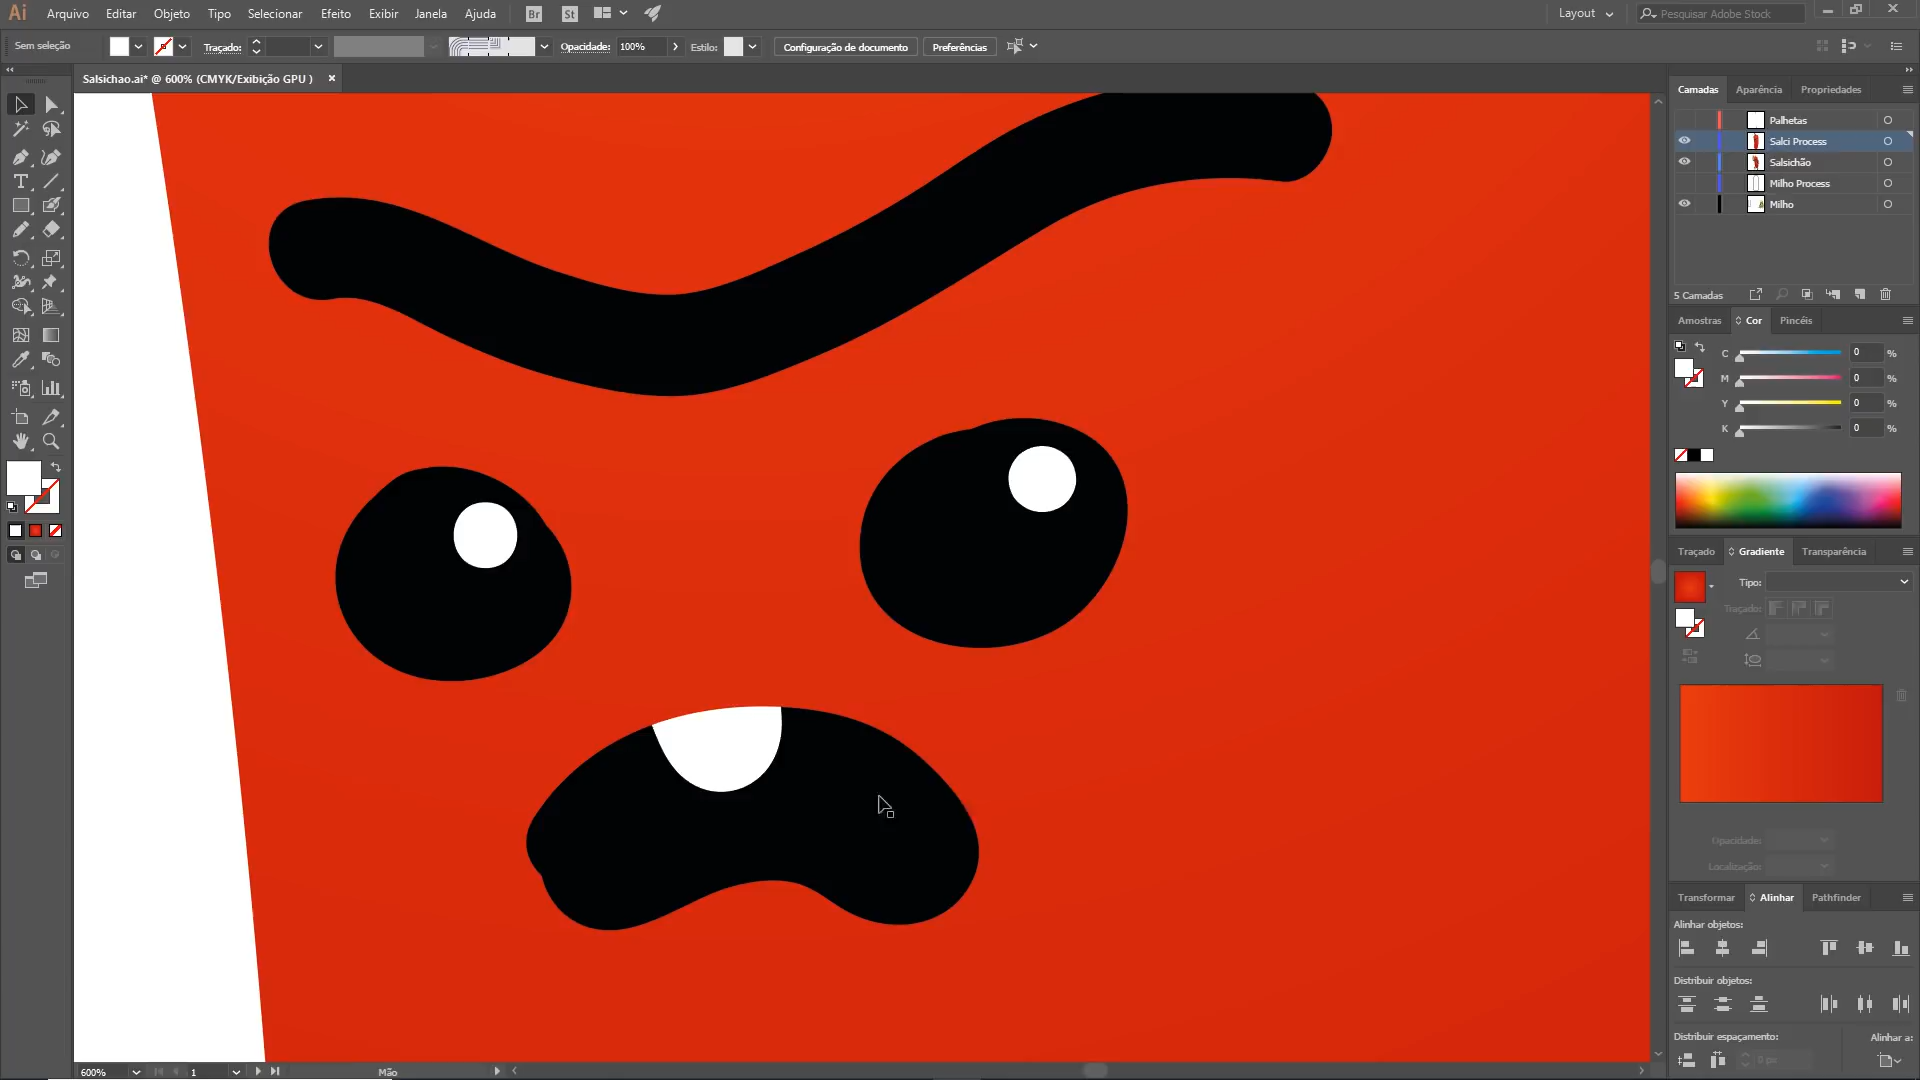 Ai Arquivo Editar Objeto Tipo Selecionar Efeito Exibir Janela Ajuda Br St Layout Pesquisar Adobe Stock
Sem seleção Traçado: Opacidade: 100% Estilo: Configuração de documento Preferências
Salsichao.ai* @ 600% (CMYK/Exibição GPU ) ×
Camadas Aparência Propriedades
Palhetas
Salci Process
Salsichão
Milho Process
Milho
5 Camadas
Amostras Cor Pincéis
C 0 %
M 0 %
Y 0 %
K 0 %
Traçado Gradiente Transparência
Tipo:
Traçado:
Opacidade:
Localização:
Transformar Alinhar Pathfinder
Alinhar objetos:
Distribuir objetos:
Distribuir espaçamento: Alinhar a:
0 px
600% 1 Mão